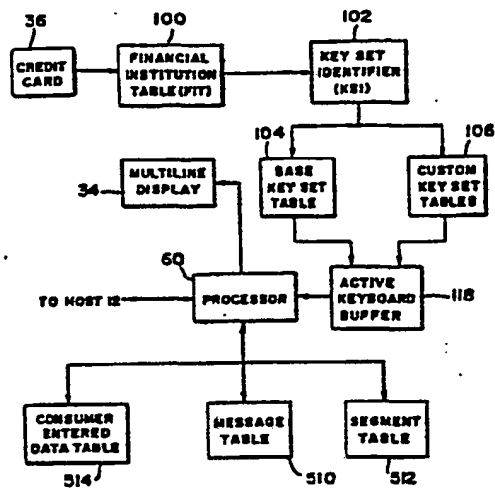 36
100
102
CREDIT
CARD
FINANCIAL
INSTITUTION
TABLE (FIT)
KEY SET
IDENTIFIER
(KSI)
104
106
34
MULTILINE
DISPLAY
BASE
KEY SET
TABLE
CUSTOM
KEY SET
TABLES
60
TO HOST 12
PROCESSOR
ACTIVE
KEYBOARD
BUFFER
118
CONSUMER
ENTERED
DATA TABLE
MESSAGE
TABLE
SEGMENT
TABLE
514
510
512